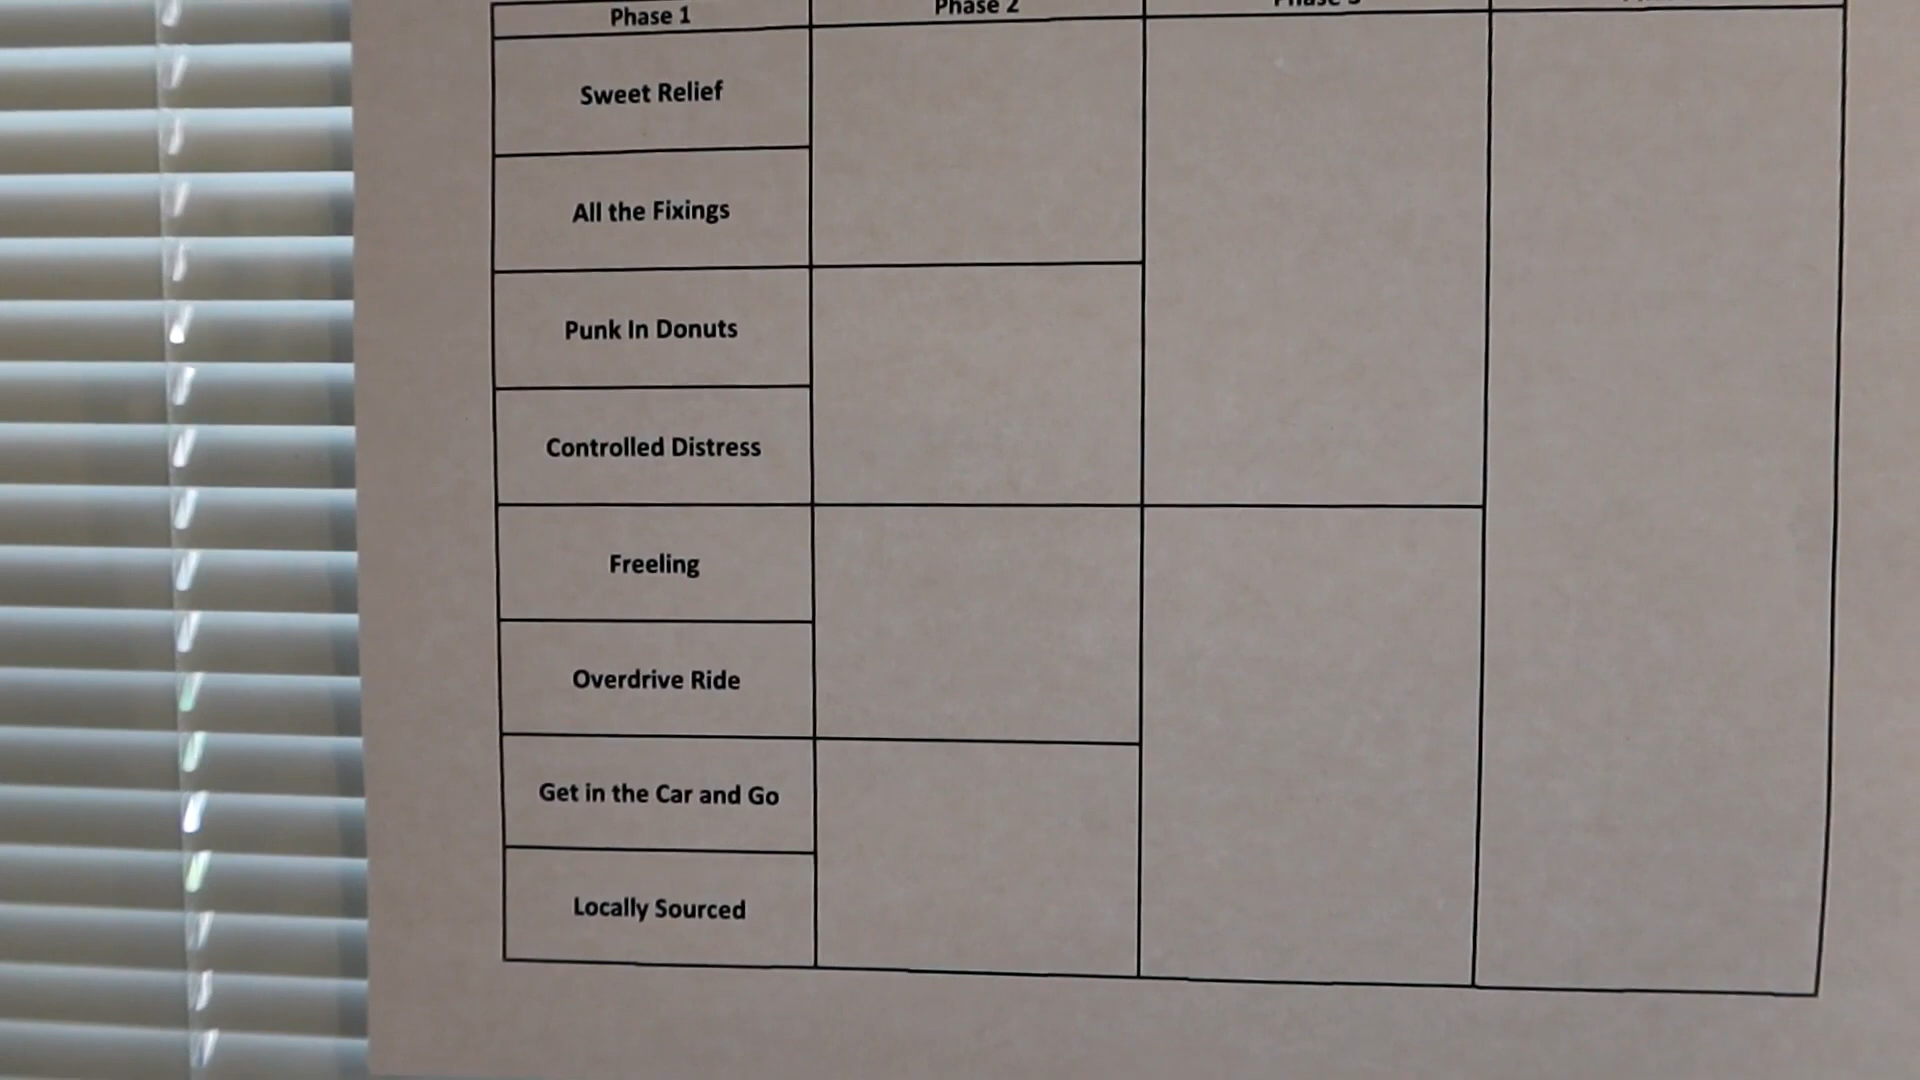 Phase 1
Phase 2
Sweet Relief
All the Fixings
Punk In Donuts
Controlled Distress
Freeling
Overdrive Ride
Get in the Car and Go
Locally Sourced